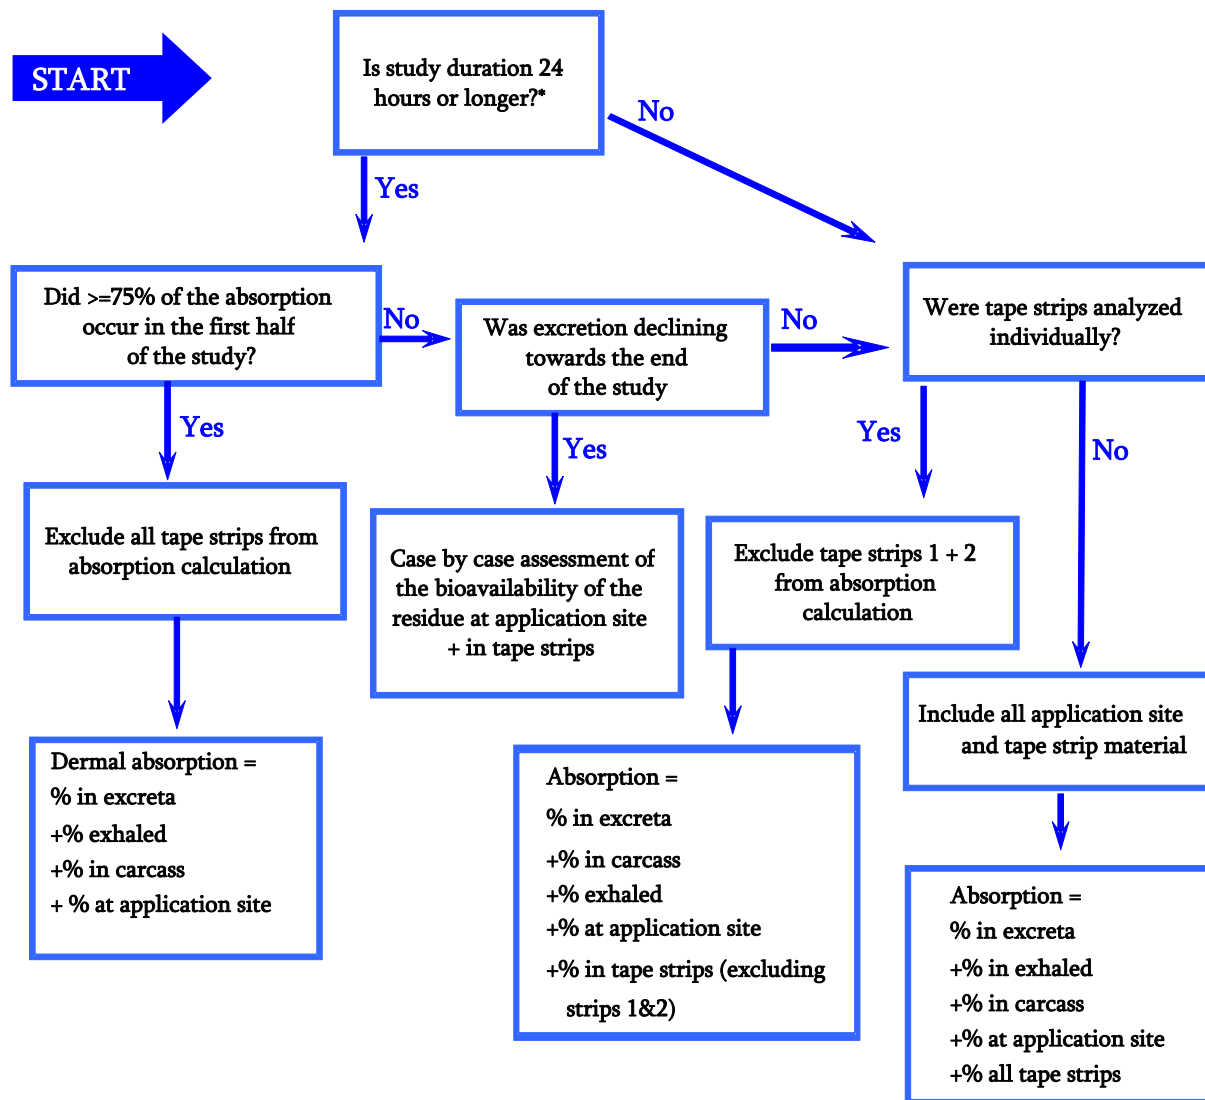 START
Is study duration 24
hours or longer?*
No
Yes
Did >=75% of the absorption
occur in the first half
of the study?
No
Was excretion declining
towards the end
of the study
No
Were tape strips analyzed
individually?
Yes
Yes
Yes
No
Exclude all tape strips from
absorption calculation
Case by case assessment of
the bioavailability of the
residue at application site
+ in tape strips
Exclude tape strips 1 + 2
from absorption
calculation
Include all application site
and tape strip material
Dermal absorption =
% in excreta
+% exhaled
+% in carcass
+ % at application site
Absorption =
% in excreta
+% in carcass
+% exhaled
+% at application site
+% in tape strips (excluding
strips 1&2)
Absorption =
% in excreta
+% in exhaled
+% in carcass
+% at application site
+% all tape strips